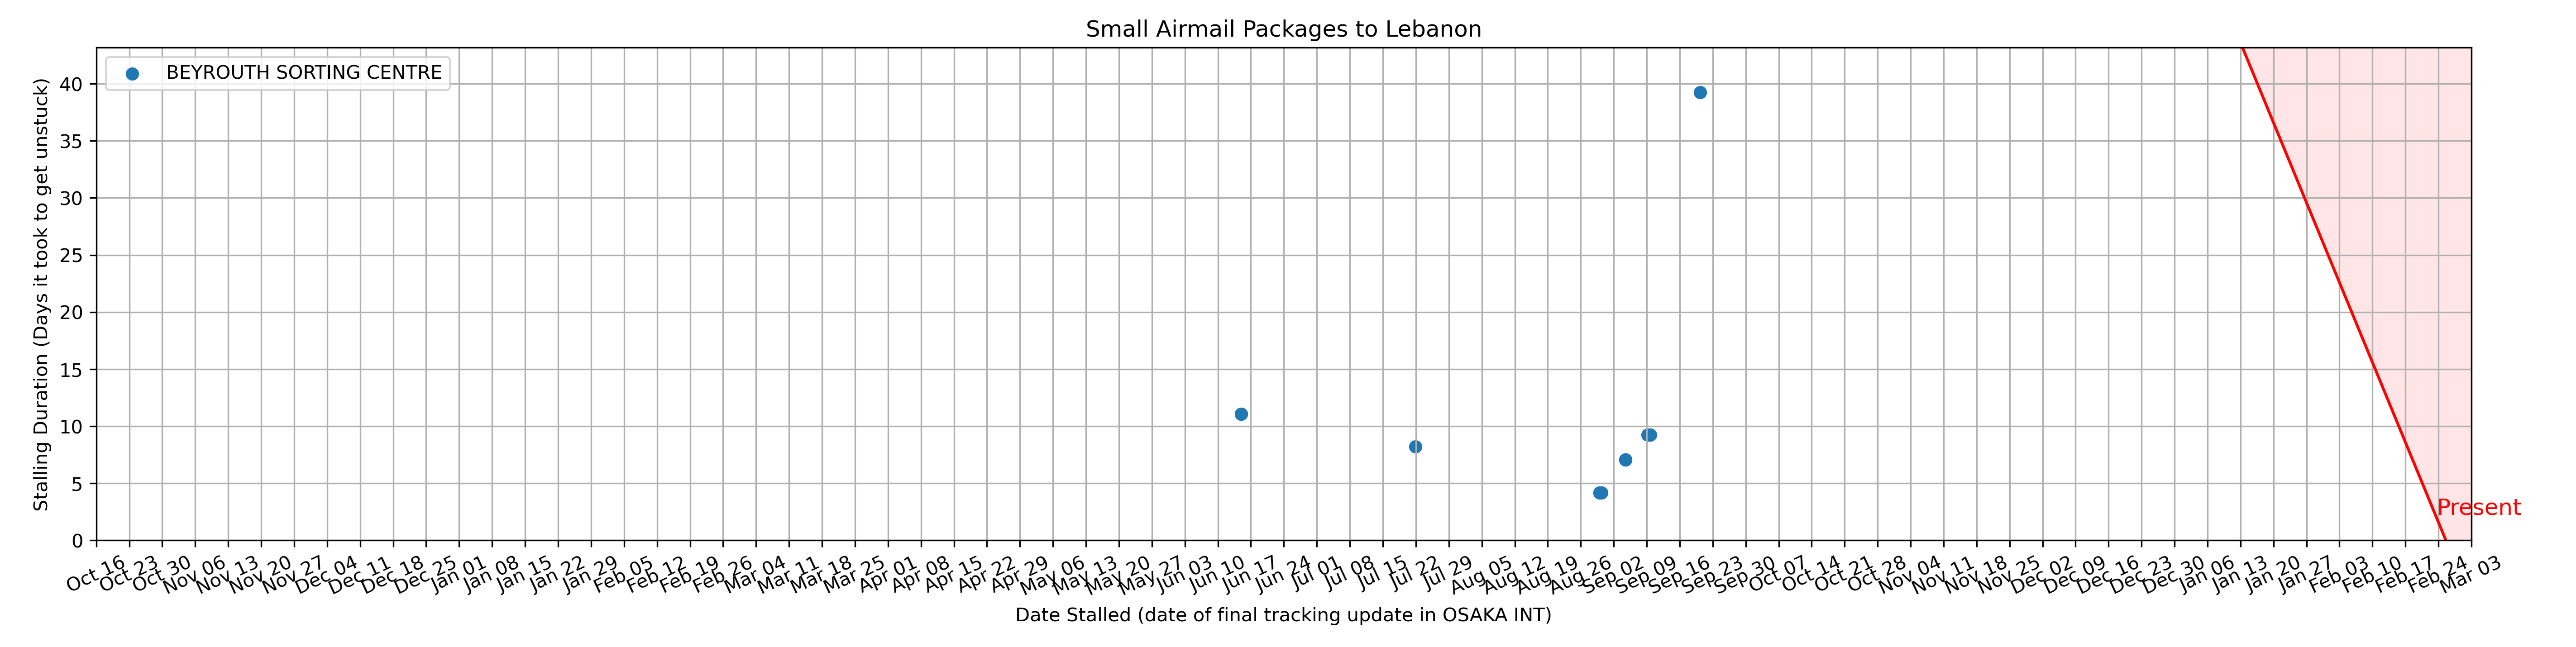 Small Airmail Packages to Lebanon
BEYROUTH SORTING CENTRE
Stalling Duration (Days it took to get unstuck)
40
35
30
25
20
15
10
5
0
Present
Oct 16 Oct 23 Oct 30 Nov 06 Nov 13 Nov 20 Nov 27 Dec 04 Dec 11 Dec 18 Dec 25 Jan 01 Jan 08 Jan 15 Jan 22 Jan 29 Feb 05 Feb 12 Feb 19 Feb 26 Mar 04 Mar 11 Mar 18 Mar 25 Apr 01 Apr 08 Apr 15 Apr 22 Apr 29 May 06 May 13 May 20 May 27 Jun 03 Jun 10 Jun 17 Jun 24 Jul 01 Jul 08 Jul 15 Jul 22 Jul 29 Aug 05 Aug 12 Aug 19 Aug 26 Sep 02 Sep 09 Sep 16 Sep 23 Sep 30 Oct 07 Oct 14 Oct 21 Oct 28 Nov 04 Nov 11 Nov 18 Nov 25 Dec 02 Dec 09 Dec 16 Dec 23 Dec 30 Jan 06 Jan 13 Jan 20 Jan 27 Feb 03 Feb 10 Feb 17 Feb 24 Mar 03
Date Stalled (date of final tracking update in OSAKA INT)